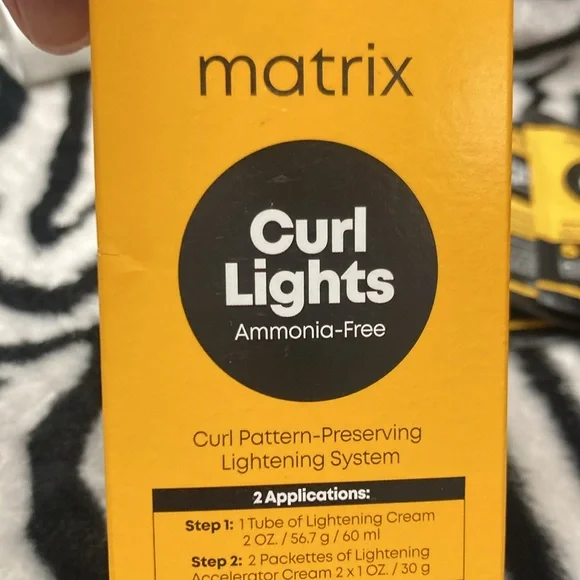 matrix
Curl
Lights
Ammonia-Free
Curl Pattern-Preserving
Lightening System
2 Applications:
Step 1: 1 Tube of Lightening Cream
2 OZ. / 56.7 g / 60 ml
Step 2: 2 Packettes of Lightening
Accelerator Cream 2 x 1 OZ. / 30 g